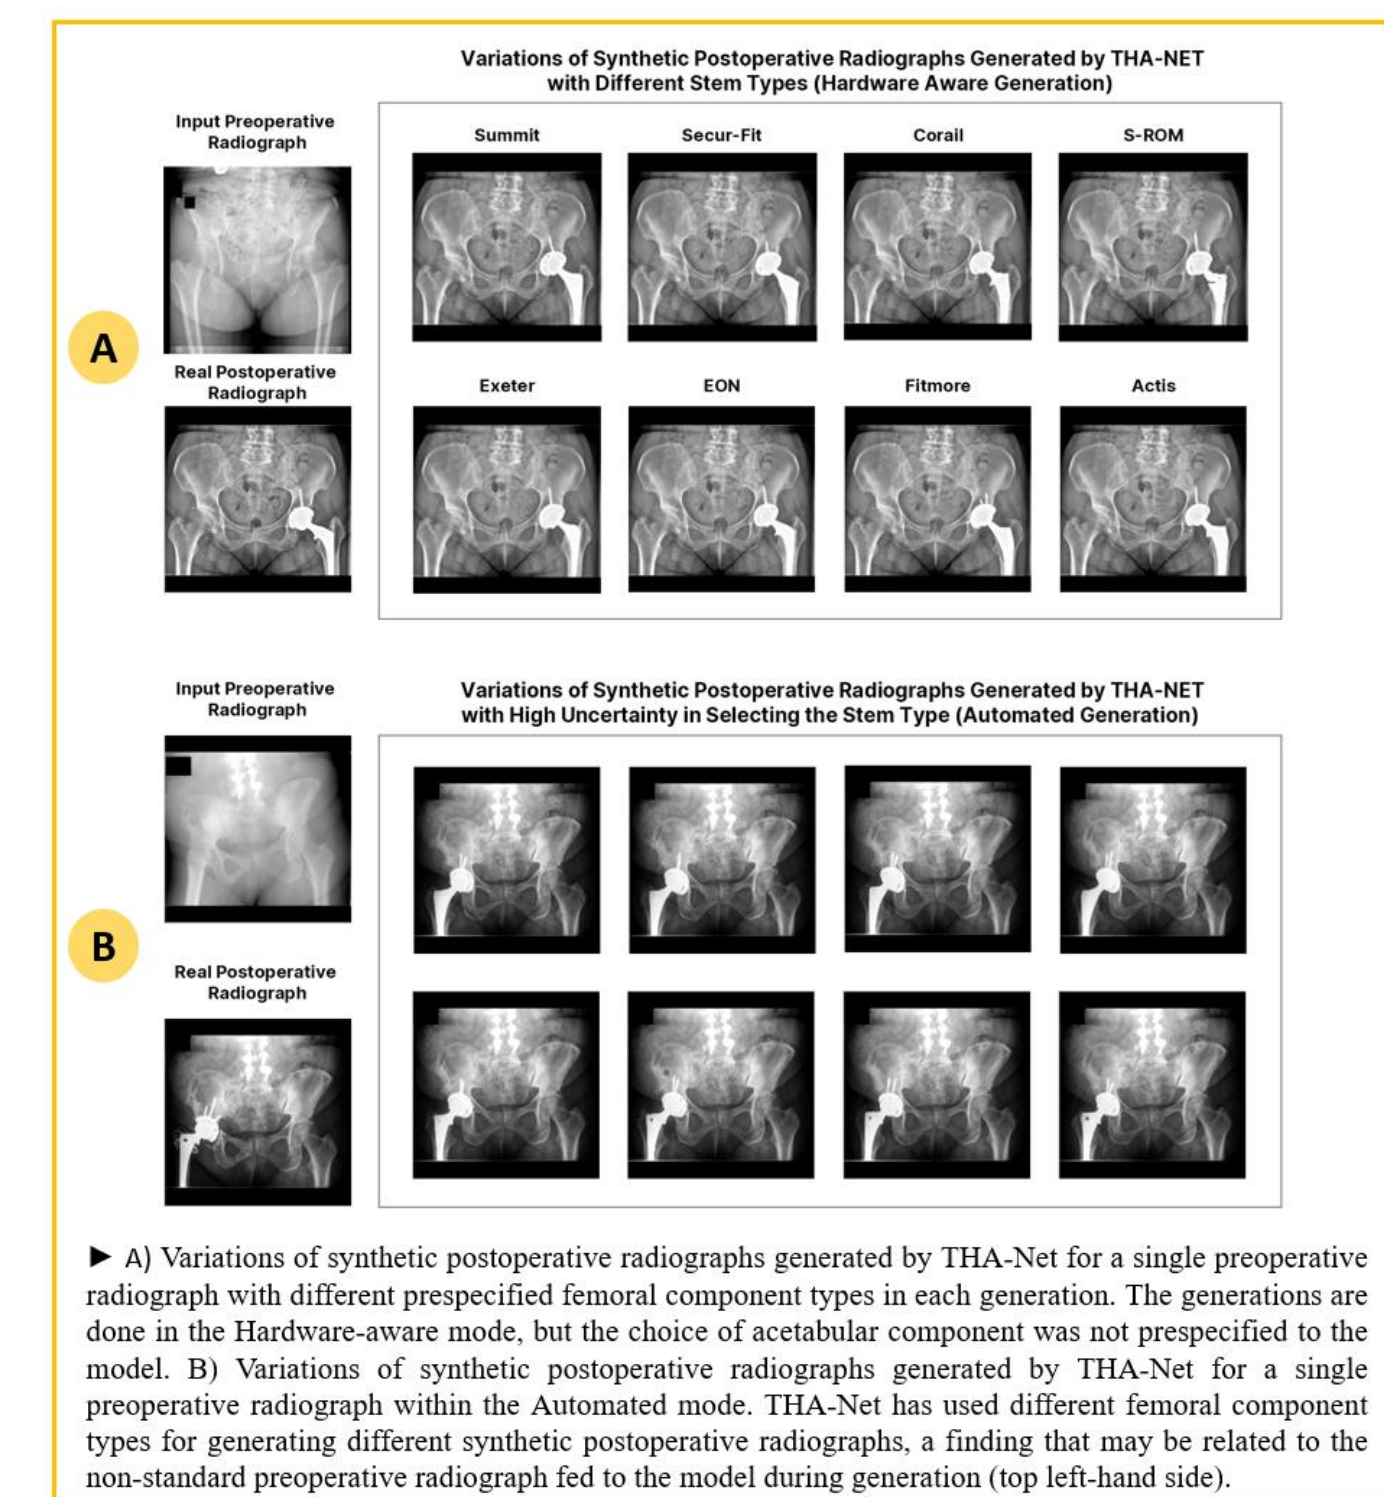 Variations of Synthetic Postoperative Radiographs Generated by THA-NET
with Different Stem Types (Hardware Aware Generation)
Input Preoperative
Radiograph
Summit
Secur-Fit
Corail
S-ROM
A
Real Postoperative
Radiograph
Exeter
EON
Fitmore
Actis
Input Preoperative
Radiograph
Variations of Synthetic Postoperative Radiographs Generated by THA-NET
with High Uncertainty in Selecting the Stem Type (Automated Generation)
B
Real Postoperative
Radiograph
► A) Variations of synthetic postoperative radiographs generated by THA-Net for a single preoperative
radiograph with different prespecified femoral component types in each generation. The generations are
done in the Hardware-aware mode, but the choice of acetabular component was not prespecified to the
model. B) Variations of synthetic postoperative radiographs generated by THA-Net for a single
preoperative radiograph within the Automated mode. THA-Net has used different femoral component
types for generating different synthetic postoperative radiographs, a finding that may be related to the
non-standard preoperative radiograph fed to the model during generation (top left-hand side).